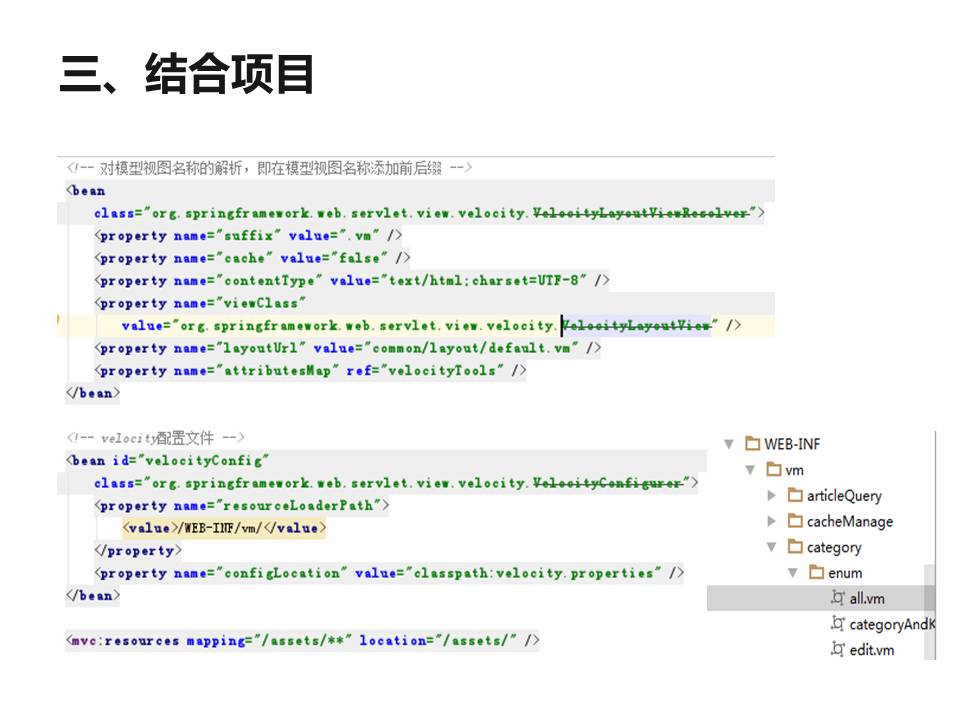 三、结合项目
<!-- 对模型视图名称的解析，即在模型视图名称添加前后缀 -->
<bean
class="org.springframework.web.servlet.view.velocity.VelocityLayoutViewResolver">
<property name="suffix" value=".vm" />
<property name="cache" value="false" />
<property name="contentType" value="text/html;charset=UTF-8" />
<property name="viewClass"
value="org.springframework.web.servlet.view.velocity.VelocityLayoutView" />
<property name="layoutUrl" value="common/layout/default.vm" />
<property name="attributesMap" ref="velocityTools" />
</bean>
<!-- velocity配置文件 -->
<bean id="velocityConfig"
class="org.springframework.web.servlet.view.velocity.VelocityConfigurer">
<property name="resourceLoaderPath">
<value>/WEB-INF/vm/</value>
</property>
<property name="configLocation" value="classpath:velocity.properties" />
</bean>
<mvc:resources mapping="/assets/**" location="/assets/" />
WEB-INF
vm
articleQuery
cacheManage
category
enum
all.vm
categoryAndK
edit.vm